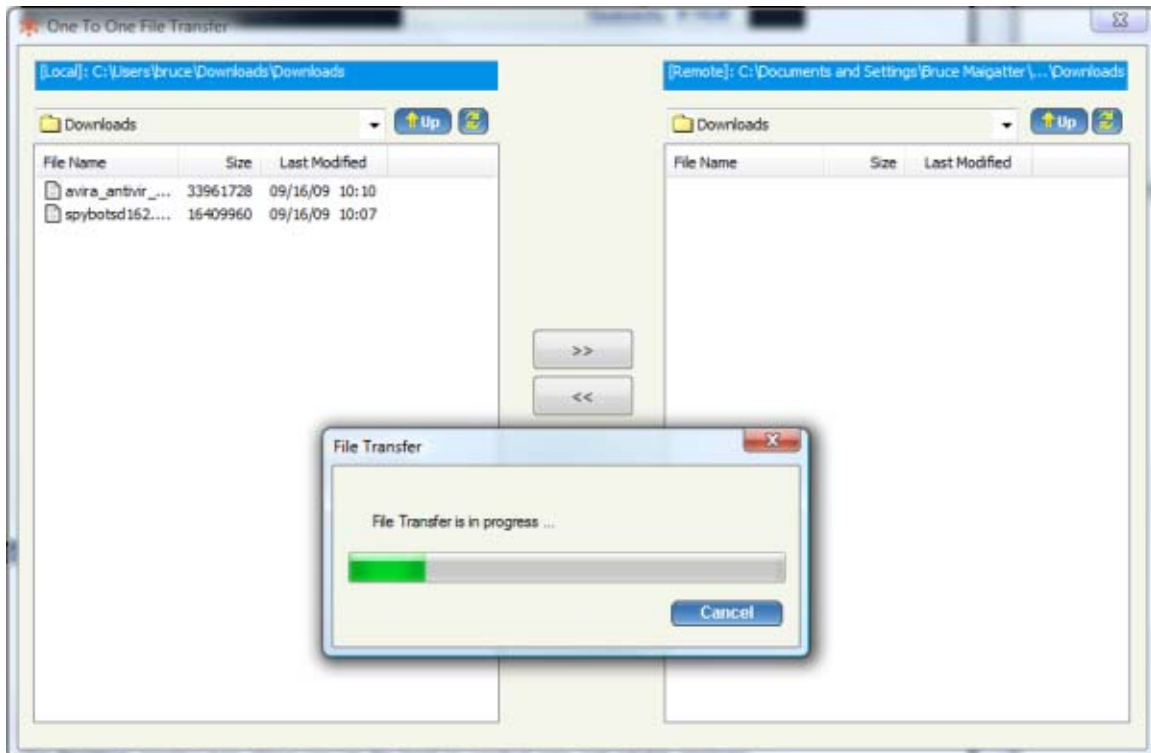 One To One File Transfer
[Local]: C:\Users\bruce\Downloads\Downloads
Downloads
Up
File Name Size Last Modified
avira_antivir_... 33961728 09/16/09 10:10
spybotsd162.... 16409960 09/16/09 10:07
>>
<<
[Remote]: C:\Documents and Settings\Bruce Maigatter\...\Downloads
Downloads
Up
File Name Size Last Modified
File Transfer
File Transfer is in progress ...
Cancel